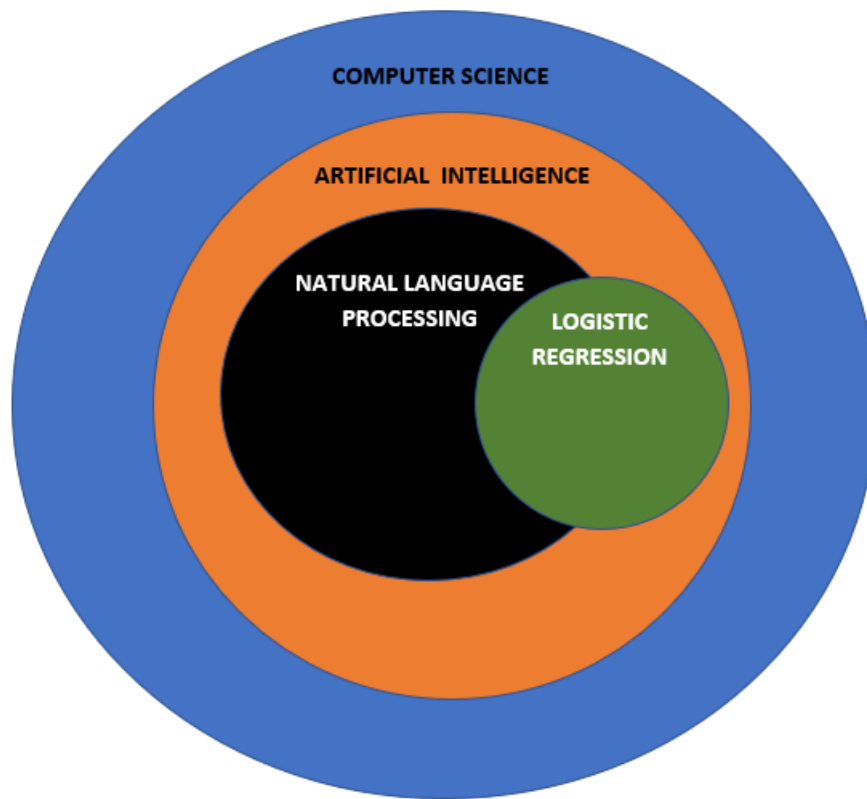 COMPUTER SCIENCE
ARTIFICIAL INTELLIGENCE
NATURAL LANGUAGE
PROCESSING
LOGISTIC
REGRESSION